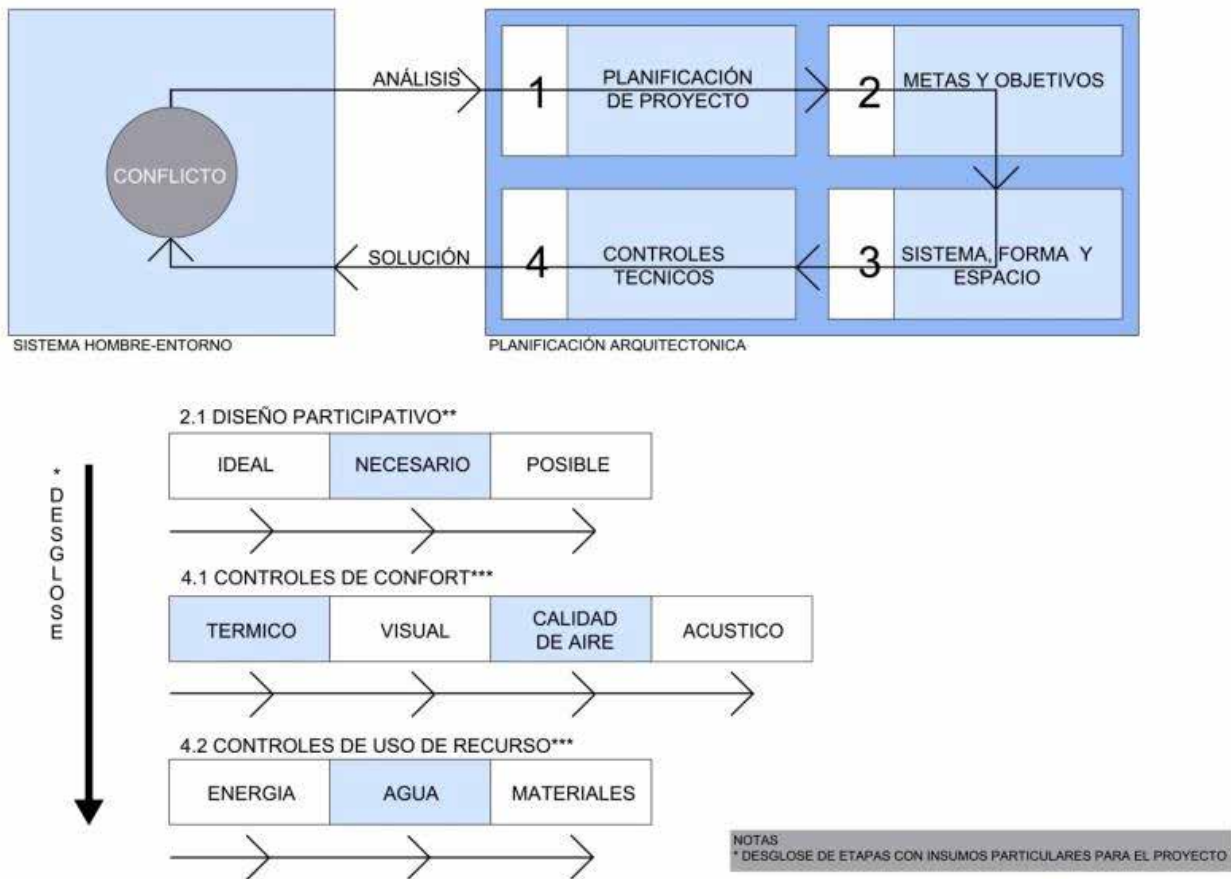 ANÁLISIS
1
PLANIFICACIÓN
DE PROYECTO
2
METAS Y OBJETIVOS
CONFLICTO
SOLUCIÓN
4
CONTROLES
TECNICOS
3
SISTEMA, FORMA Y
ESPACIO
SISTEMA HOMBRE-ENTORNO
PLANIFICACIÓN ARQUITECTONICA
* DESGLOSE
2.1 DISEÑO PARTICIPATIVO**
IDEAL
NECESARIO
POSIBLE
4.1 CONTROLES DE CONFORT***
TERMICO
VISUAL
CALIDAD
DE AIRE
ACUSTICO
4.2 CONTROLES DE USO DE RECURSO***
ENERGIA
AGUA
MATERIALES
NOTAS
* DESGLOSE DE ETAPAS CON INSUMOS PARTICULARES PARA EL PROYECTO